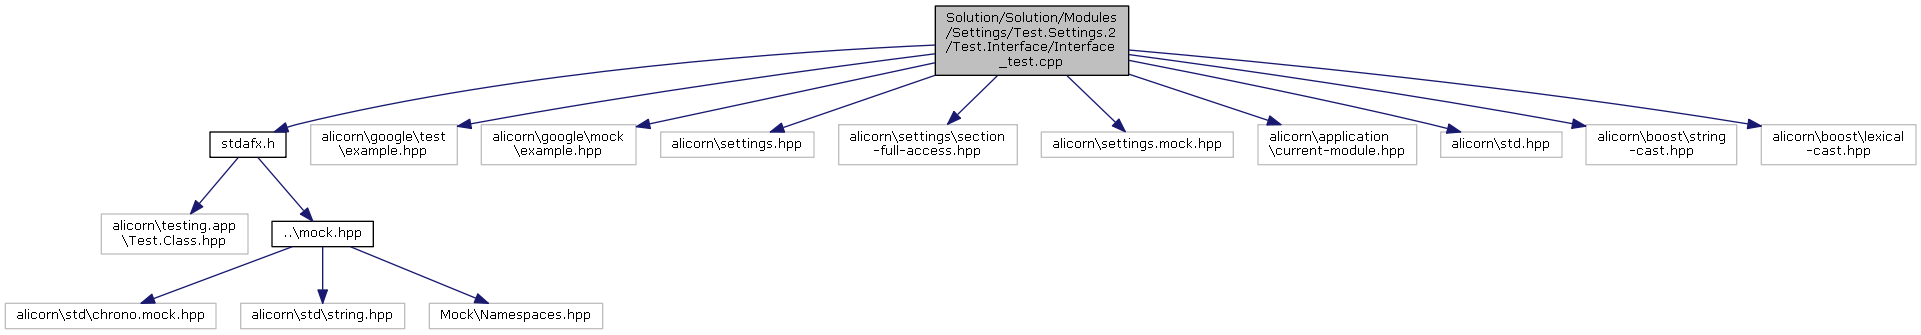 Solution/Solution/Modules
/Settings/Test.Settings.2
/Test.Interface/Interface
_test.cpp
stdafx.h
alicorn\google\test
\example.hpp
alicorn\google\mock
\example.hpp
alicorn\settings.hpp
alicorn\settings\section
-full-access.hpp
alicorn\settings.mock.hpp
alicorn\application
\current-module.hpp
alicorn\std.hpp
alicorn\boost\string
-cast.hpp
alicorn\boost\lexical
-cast.hpp
alicorn\testing.app
\Test.Class.hpp
..\mock.hpp
alicorn\std\chrono.mock.hpp
alicorn\std\string.hpp
Mock\Namespaces.hpp